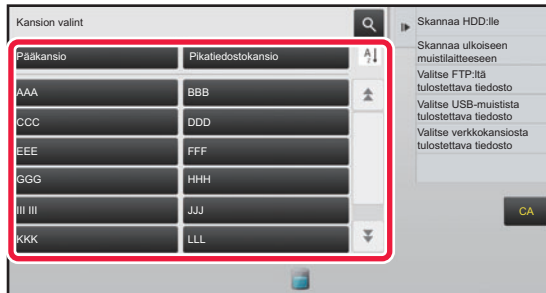 Kansion valint
Pääkansio
Pikatiedostokansio
AAA
BBB
CCC
DDD
EEE
FFF
GGG
HHH
III III
JJJ
KKK
LLL
Skannaa HDD:lle
Skannaa ulkoiseen
muistilaitteeseen
Valitse FTP:ltä
tulostettava tiedosto
Valitse USB-muistista
tulostettava tiedosto
Valitse verkkokansiosta
tulostettava tiedosto
CA